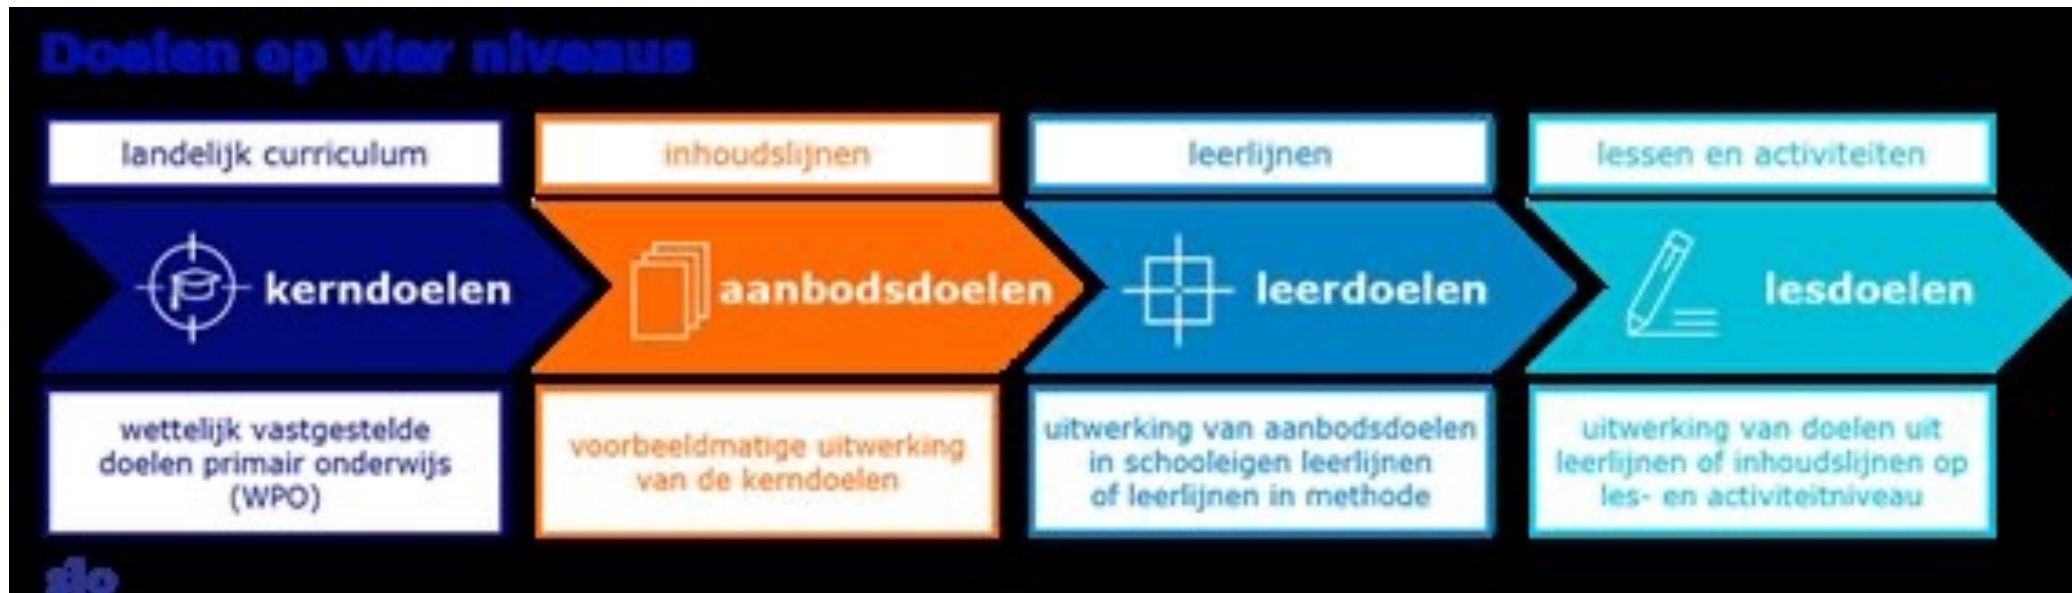 Doelen op vier niveaus
landelijk curriculum
inhoudslijnen
leerlijnen
lessen en activiteiten
kerndoelen
aanbodsdoelen
leerdoelen
lesdoelen
wettelijk vastgestelde
doelen primair onderwijs
(WPO)
voorbeeldmatige uitwerking
van de kerndoelen
uitwerking van aanbodsdoelen
in schooleigen leerlijnen
of leerlijnen in methode
uitwerking van doelen uit
leerlijnen of inhoudslijnen op
les- en activiteitniveau
slo